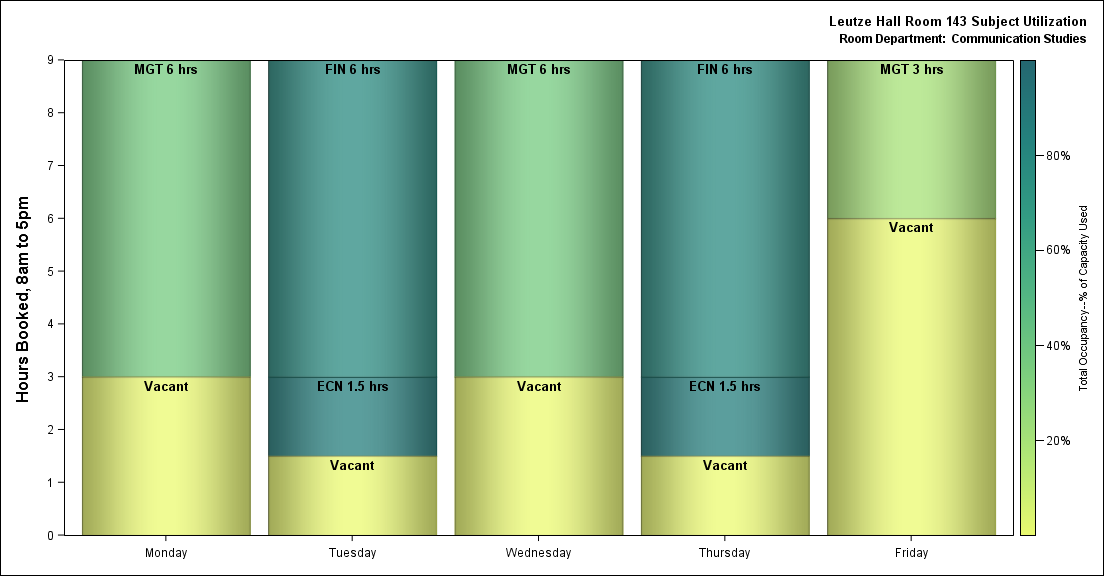 Leutze Hall Room 143 Subject Utilization
Room Department: Communication Studies
Hours Booked, 8am to 5pm
9
8
7
6
5
4
3
2
1
0
MGT 6 hrs
Vacant
FIN 6 hrs
ECN 1.5 hrs
Vacant
MGT 6 hrs
Vacant
FIN 6 hrs
ECN 1.5 hrs
Vacant
MGT 3 hrs
Vacant
Monday
Tuesday
Wednesday
Thursday
Friday
80%
60%
40%
20%
Total Occupancy--% of Capacity Used